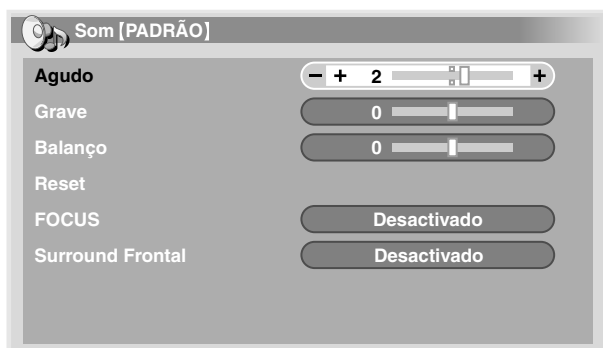 Som [PADRÃO]
Agudo − + 2 +
Grave 0
Balanço 0
Reset
FOCUS Desactivado
Surround Frontal Desactivado